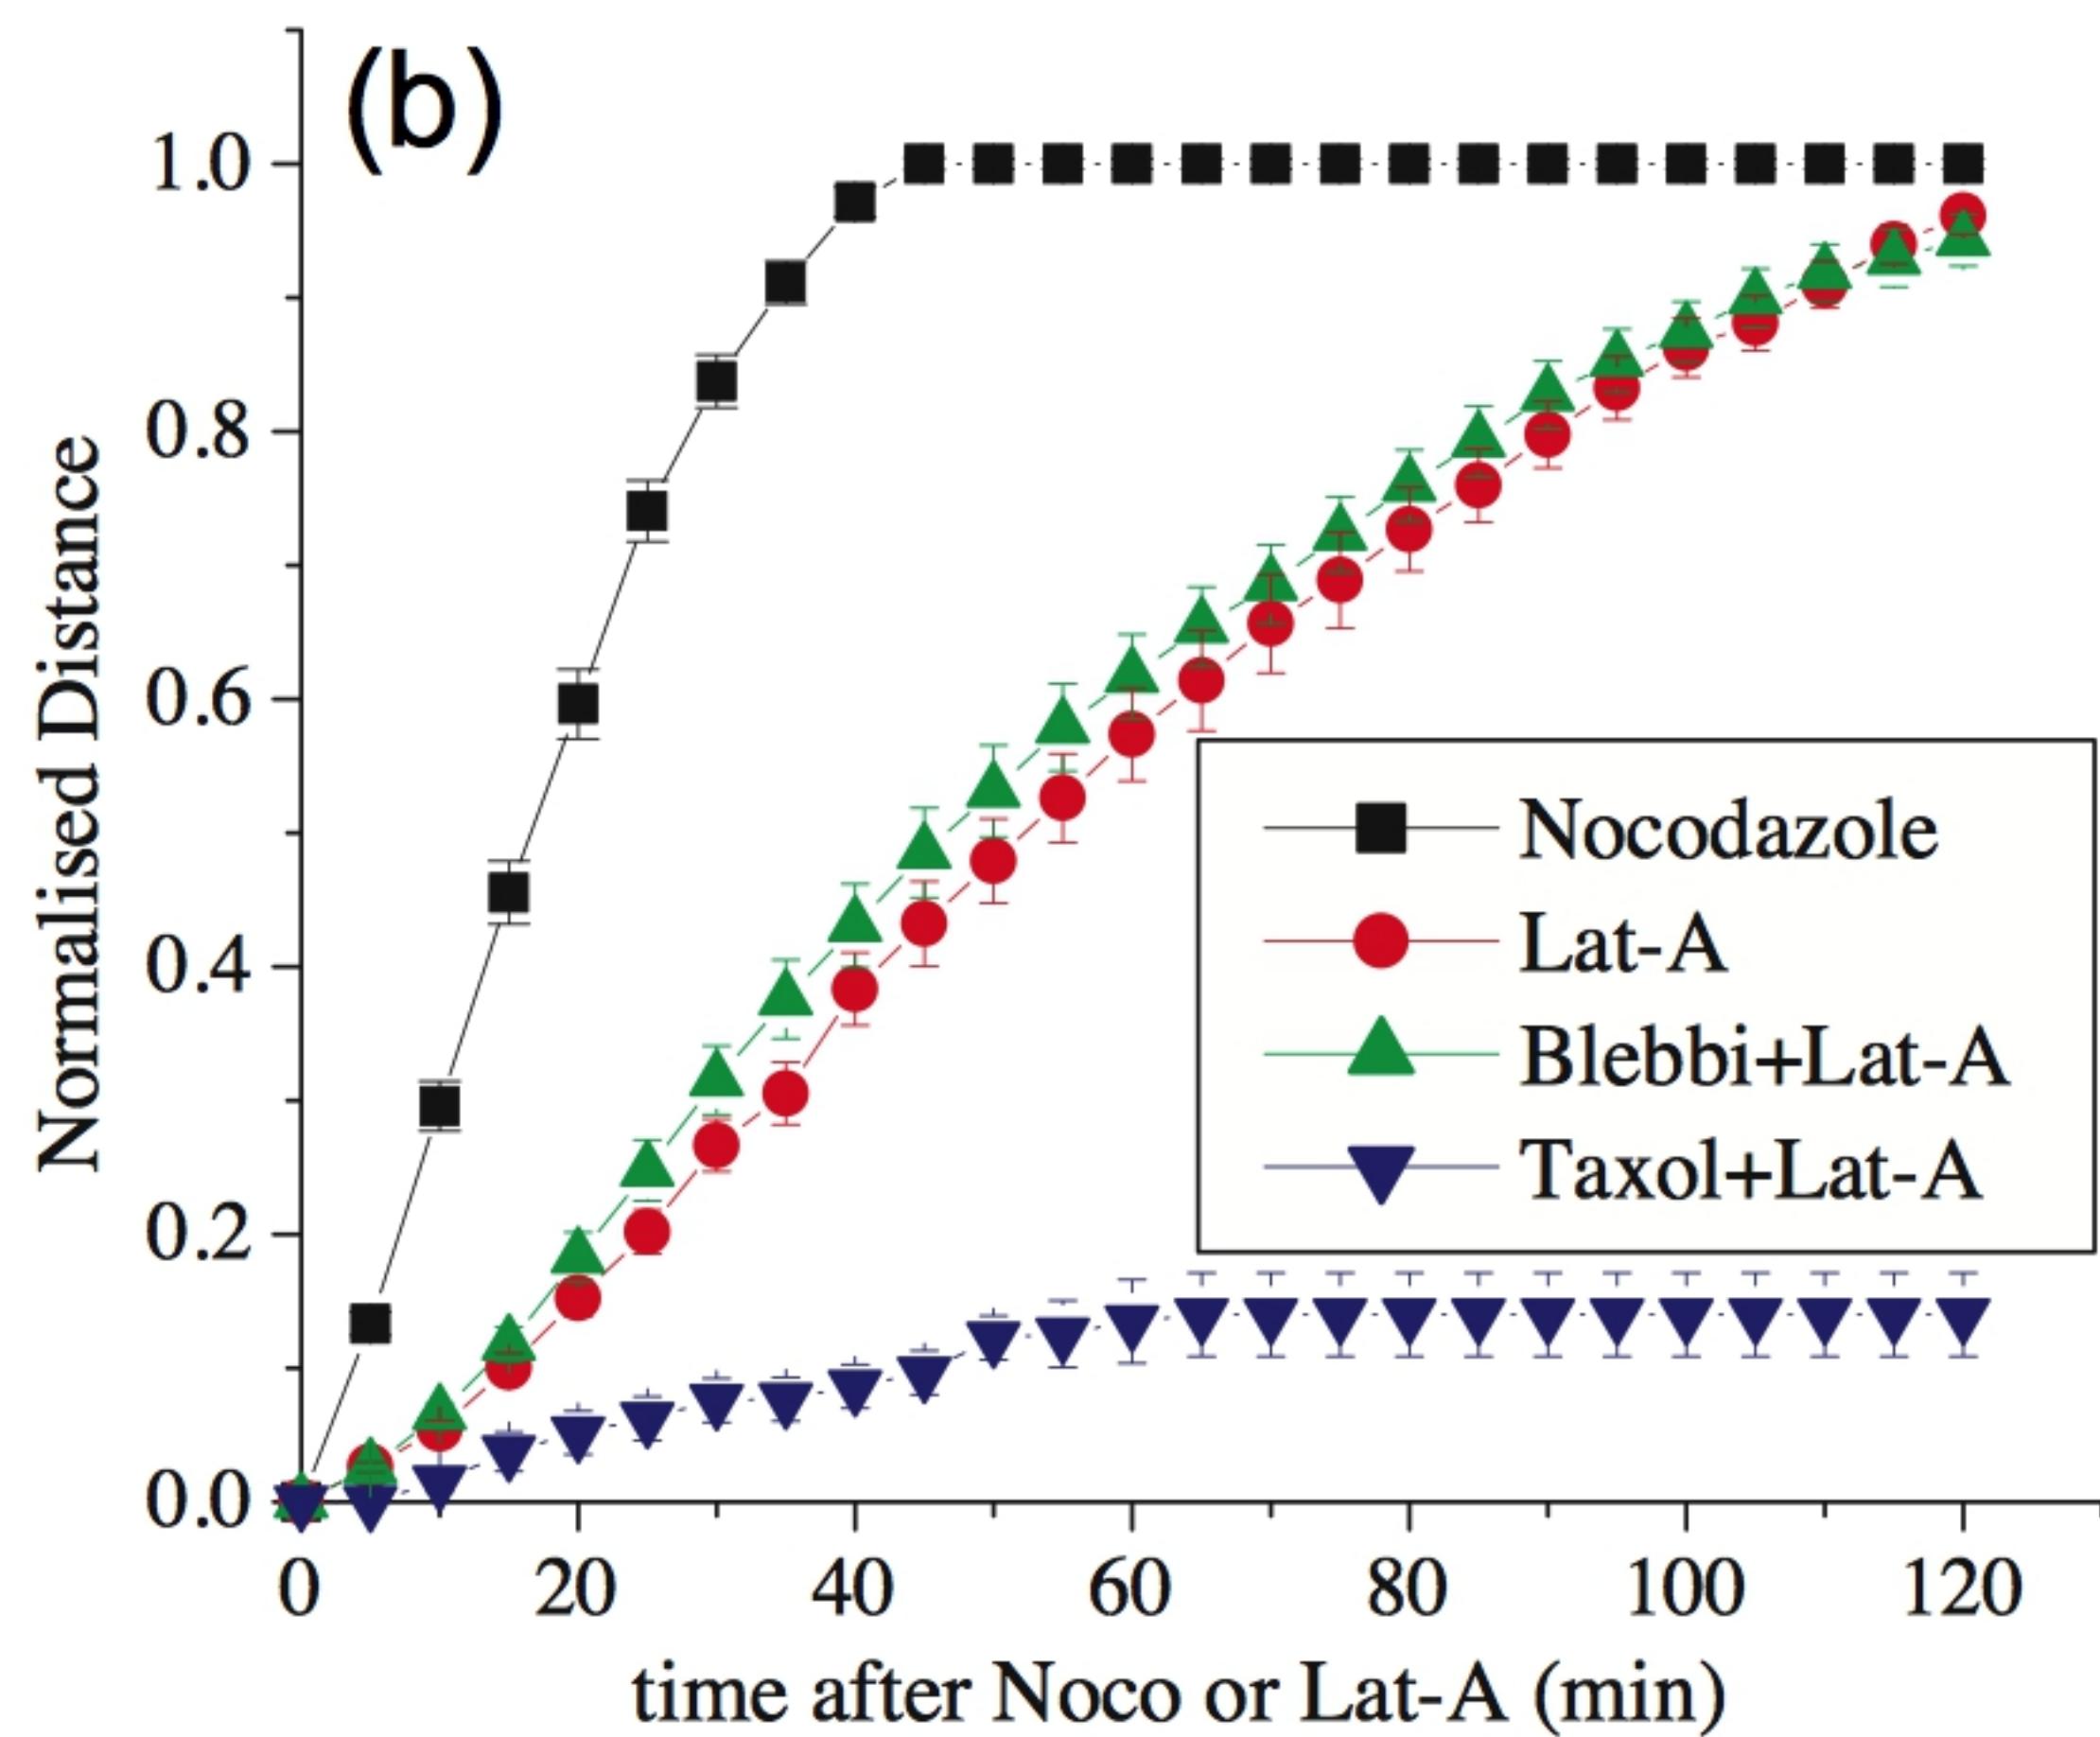 (b)
1.0
0.8
0.6
0.4
0.2
0.0
Normalised Distance
Nocodazole
Lat-A
Blebbi+Lat-A
Taxol+Lat-A
0 20 40 60 80 100 120
time after Noco or Lat-A (min)